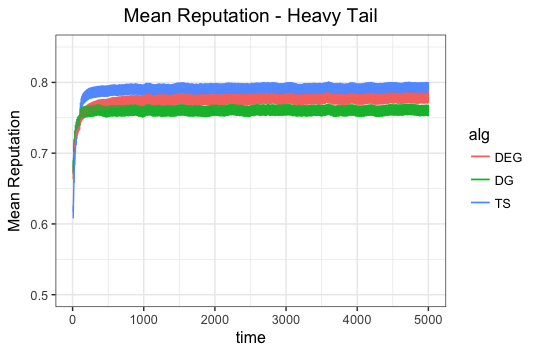 Mean Reputation - Heavy Tail
Mean Reputation
0.8
0.7
0.6
0.5
0 1000 2000 3000 4000 5000
time
alg
DEG
DG
TS